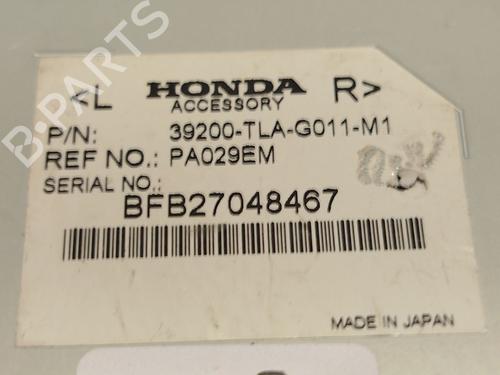 <L HONDA R>
ACCESSORY
P/N: 39200-TLA-G011-M1
REF NO.: PA029EM
SERIAL NO.:
BFB27048467
MADE IN JAPAN
B-PARTS